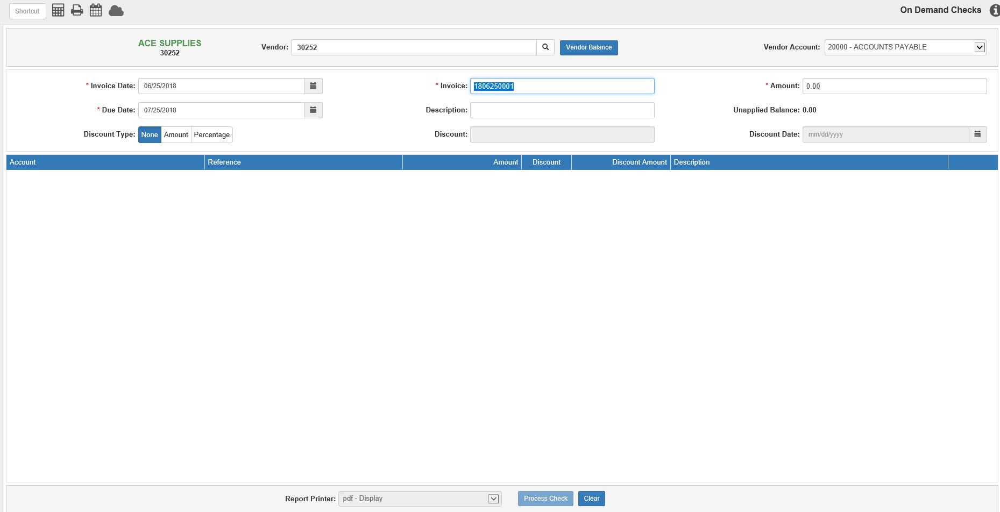 Shortcut
On Demand Checks
ACE SUPPLIES
30252
Vendor: 30252 Vendor Balance Vendor Account: 20000 - ACCOUNTS PAYABLE
* Invoice Date: 06/25/2018 * Invoice: 1806250001 * Amount: 0.00
* Due Date: 07/25/2018 Description: Unapplied Balance: 0.00
Discount Type: None Amount Percentage Discount: Discount Date: mm/dd/yyyy
Account Reference Amount Discount Discount Amount Description
Report Printer: pdf - Display Process Check Clear